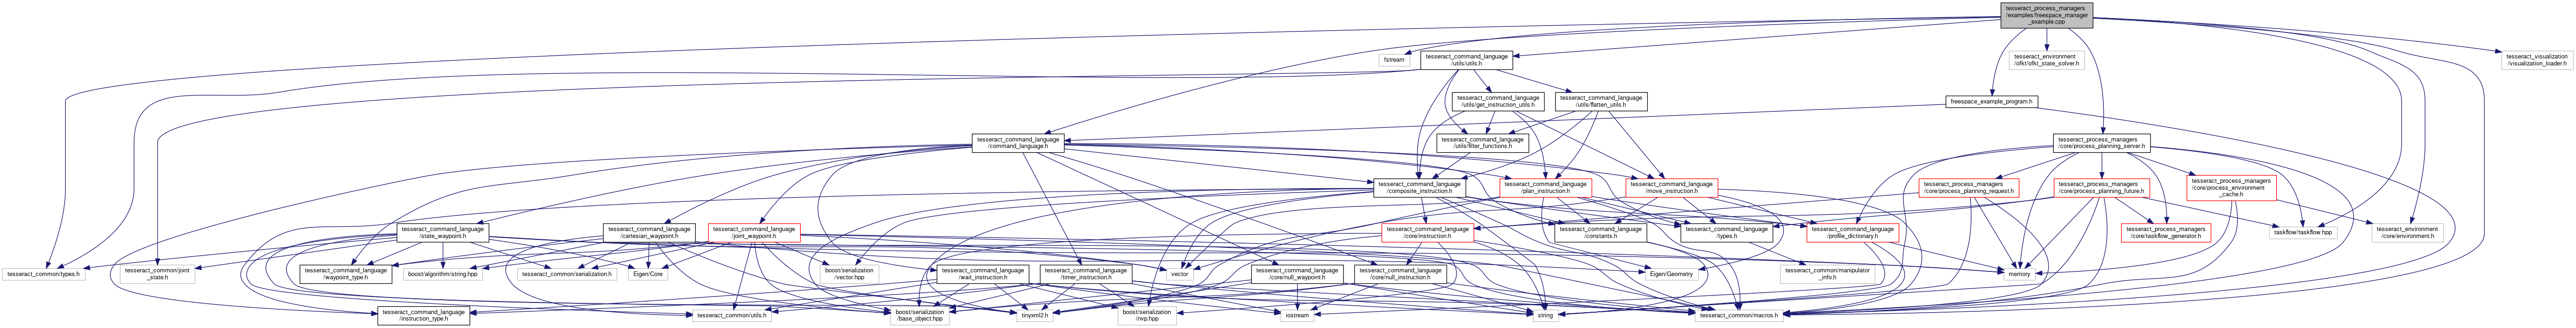 tesseract_process_managers
/examples/freespace_manager
_example.cpp
fstream
tesseract_command_language
/utils/utils.h
tesseract_environment
/ofkt/ofkt_state_solver.h
tesseract_visualization
/visualization_loader.h
tesseract_command_language
/utils/get_instruction_utils.h
tesseract_command_language
/utils/flatten_utils.h
freespace_example_program.h
tesseract_command_language
/command_language.h
tesseract_command_language
/utils/filter_functions.h
tesseract_process_managers
/core/process_planning_server.h
tesseract_command_language
/composite_instruction.h
tesseract_command_language
/plan_instruction.h
tesseract_command_language
/move_instruction.h
tesseract_process_managers
/core/process_planning_request.h
tesseract_process_managers
/core/process_planning_future.h
tesseract_process_managers
/core/process_environment
_cache.h
tesseract_command_language
/state_waypoint.h
tesseract_command_language
/cartesian_waypoint.h
tesseract_command_language
/joint_waypoint.h
tesseract_command_language
/core/instruction.h
tesseract_command_language
/constants.h
tesseract_command_language
/types.h
tesseract_command_language
/profile_dictionary.h
tesseract_process_managers
/core/taskflow_generator.h
taskflow/taskflow.hpp
tesseract_environment
/core/environment.h
tesseract_common/types.h
tesseract_common/joint
_state.h
tesseract_command_language
/waypoint_type.h
boost/algorithm/string.hpp
tesseract_common/serialization.h
Eigen/Core
boost/serialization
/vector.hpp
vector
tesseract_command_language
/wait_instruction.h
tesseract_command_language
/timer_instruction.h
tesseract_command_language
/core/null_waypoint.h
tesseract_command_language
/core/null_instruction.h
Eigen/Geometry
tesseract_common/manipulator
_info.h
memory
tesseract_command_language
/instruction_type.h
tesseract_common/utils.h
boost/serialization
/base_object.hpp
tinyxml2.h
boost/serialization
/nvp.hpp
iostream
string
tesseract_common/macros.h